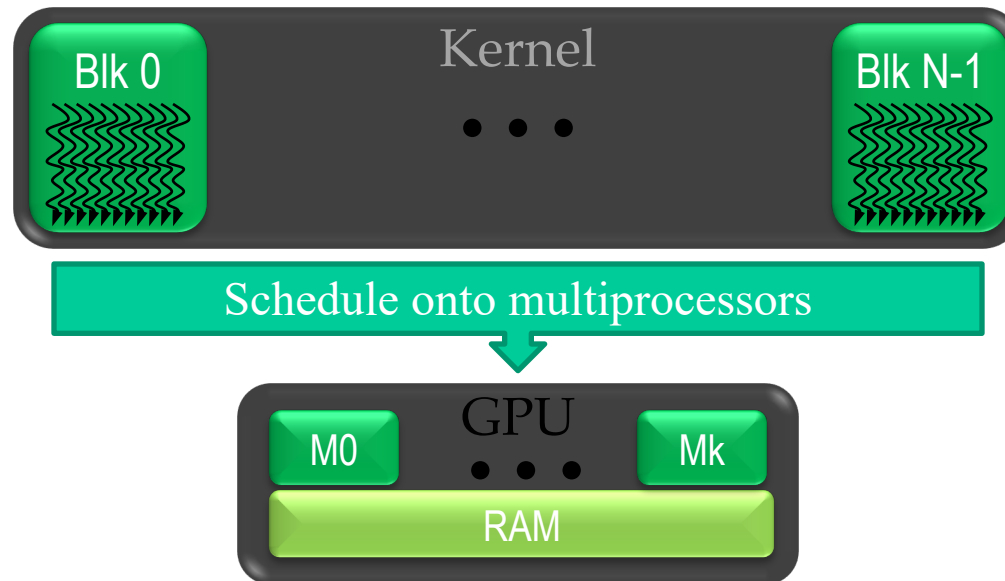 Kernel
Blk 0
Blk N-1
• • •
Schedule onto multiprocessors
GPU
M0
• • •
Mk
RAM